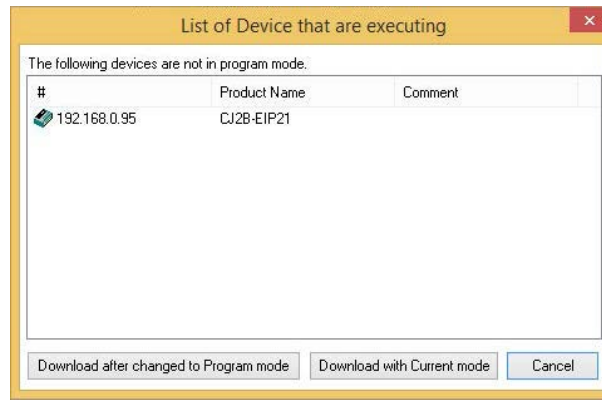 List of Device that are executing
The following devices are not in program mode.
# Product Name Comment
192.168.0.95 CJ2B-EIP21
Download after changed to Program mode Download with Current mode Cancel